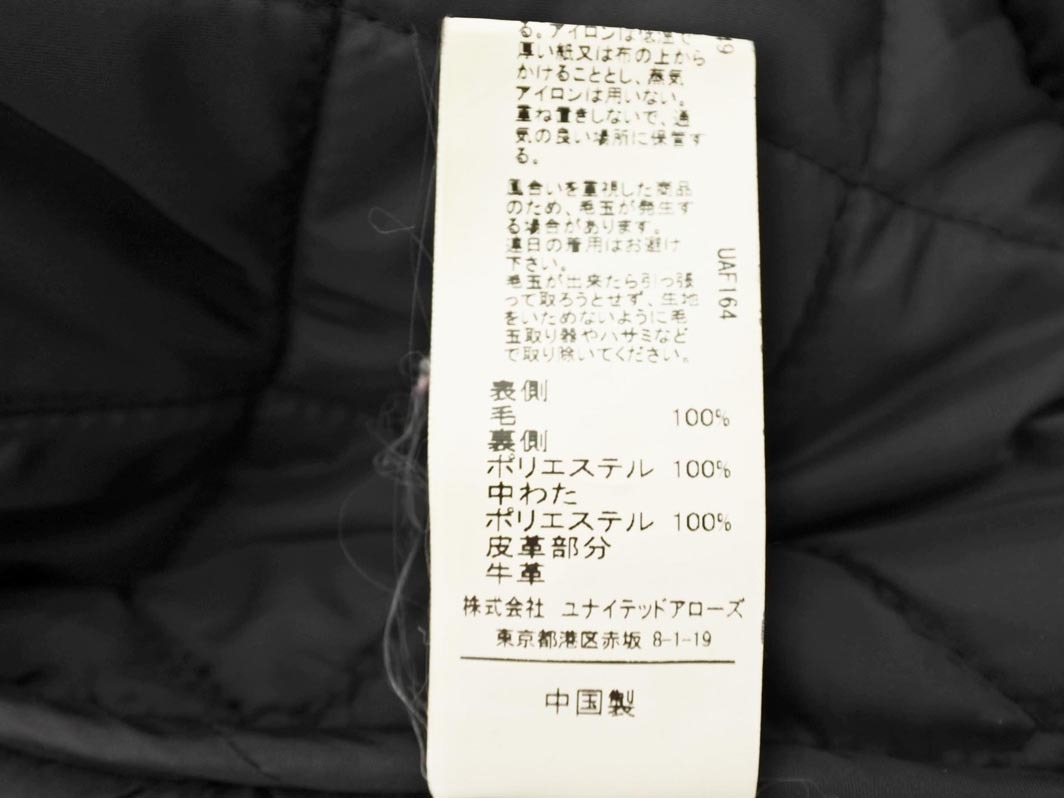 る。アイロンは低温で
厚い紙又は布の上から
かけることとし、蒸気
アイロンは用いない。
重ね置きしないで、通
気の良い場所に保管す
る。
風合いを重視した商品
のため、毛玉が発生す
る場合があります。
連日の着用はお避け
下さい。
毛玉が出来たら引っ張
って取ろうとせず、生地
をいためないように毛
玉取り器やハサミなど
で取り除いてください。
UAF164
表側
毛 100%
裏側
ポリエステル 100%
中わた
ポリエステル 100%
皮革部分
牛革
株式会社 ユナイテッドアローズ
東京都港区赤坂 8-1-19
中国製